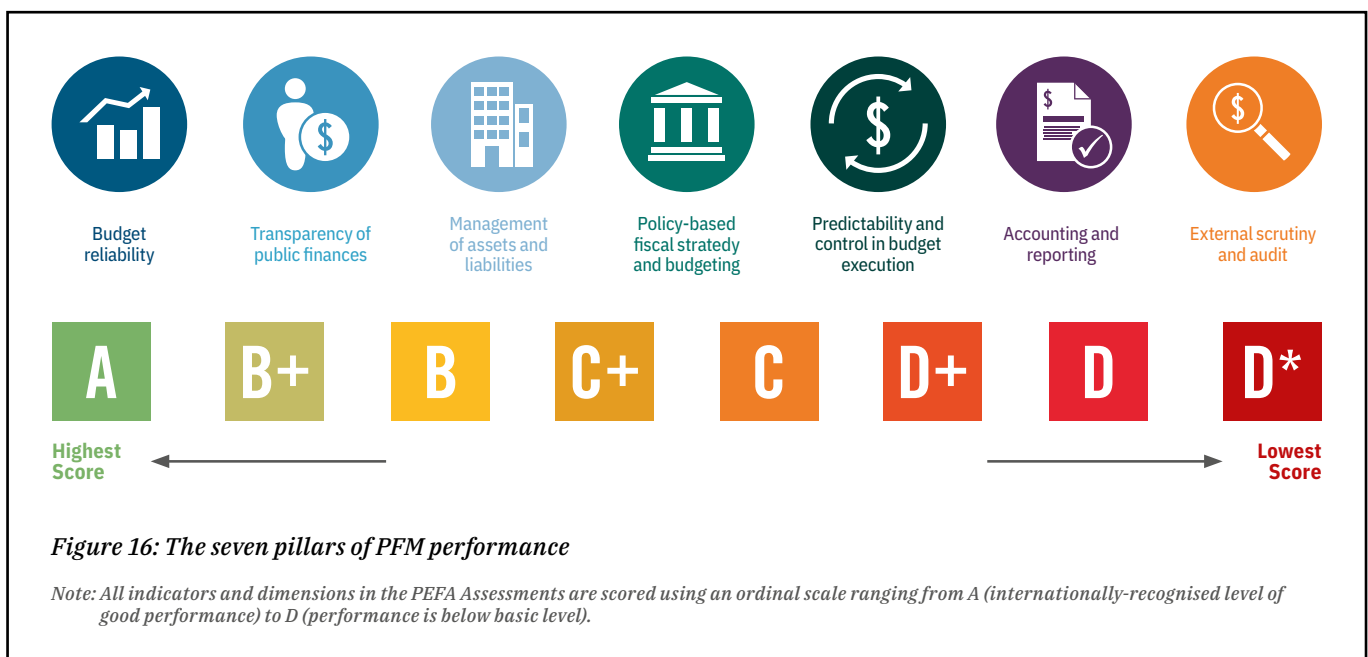 $
$
$
$
Budget
reliability
Transparency of
public finances
Management
of assets and
liabilities
Policy-based
fiscal stratedy
and budgeting
Predictability and
control in budget
execution
Accounting and
reporting
External scrutiny
and audit
A
B+
B
C+
C
D+
D
D*
Highest
Score
Lowest
Score
Figure 16: The seven pillars of PFM performance
Note: All indicators and dimensions in the PEFA Assessments are scored using an ordinal scale ranging from A (internationally-recognised level of
good performance) to D (performance is below basic level).